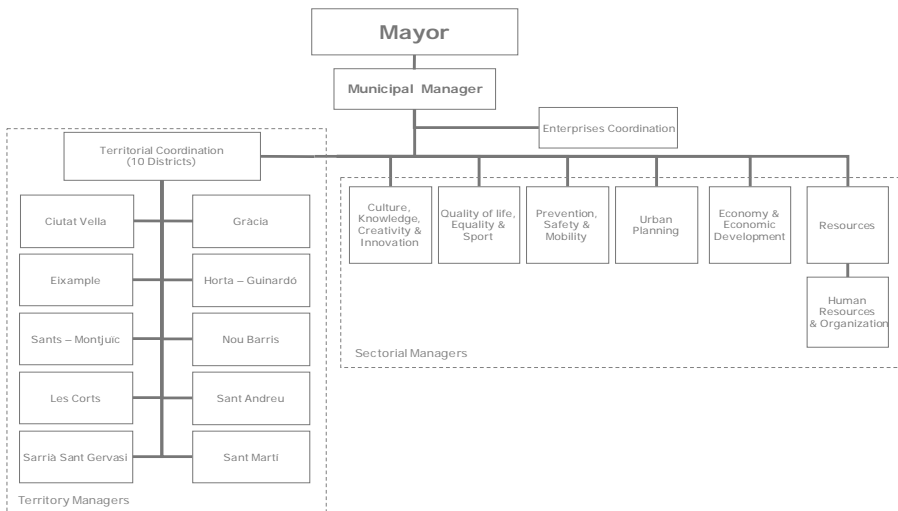 Mayor
Municipal Manager
Enterprises Coordination
Territorial Coordination
(10 Districts)
Ciutat Vella
Gràcia
Eixample
Horta – Guinardó
Sants – Montjuïc
Nou Barris
Les Corts
Sant Andreu
Sarrià Sant Gervasi
Sant Martí
Territory Managers
Culture,
Knowledge,
Creativity &
Innovation
Quality of life,
Equality &
Sport
Prevention,
Safety &
Mobility
Urban
Planning
Economy &
Economic
Development
Resources
Human
Resources
& Organization
Sectorial Managers